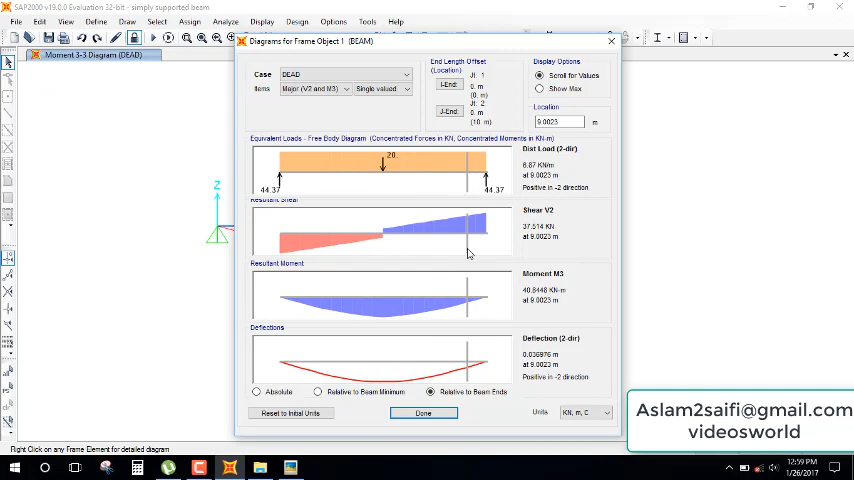 SAP2000 v19.0.0 Evaluation 32-bit - simply supported beam
File Edit View Define Draw Select Assign Analyze Display Design Options Tools Help
Moment 3-3 Diagram (DEAD)
Diagrams for Frame Object 1 (BEAM)
Case
DEAD
Items
Major (V2 and M3)
Single valued
End Length Offset
(Location)
I-End:
Jt: 1
0. m
(0. m)
J-End:
Jt: 2
0. m
(10. m)
Display Options
Scroll for Values
Show Max
Location
9.0023
m
Equivalent Loads - Free Body Diagram (Concentrated Forces in KN, Concentrated Moments in KN-m)
20.
44.37
44.37
Dist Load (2-dir)
6.87 KN/m
at 9.0023 m
Positive in -2 direction
Resultant Shear
Shear V2
37.514 KN
at 9.0023 m
Resultant Moment
Moment M3
40.8448 KN-m
at 9.0023 m
Deflections
Deflection (2-dir)
0.036976 m
at 9.0023 m
Positive in -2 direction
Absolute
Relative to Beam Minimum
Relative to Beam Ends
Reset to Initial Units
Done
Units
KN, m, C
Z
Aslam2saifi@gmail.com
videosworld
Right Click on any Frame Element for detailed diagram
12:59 PM
1/26/2017